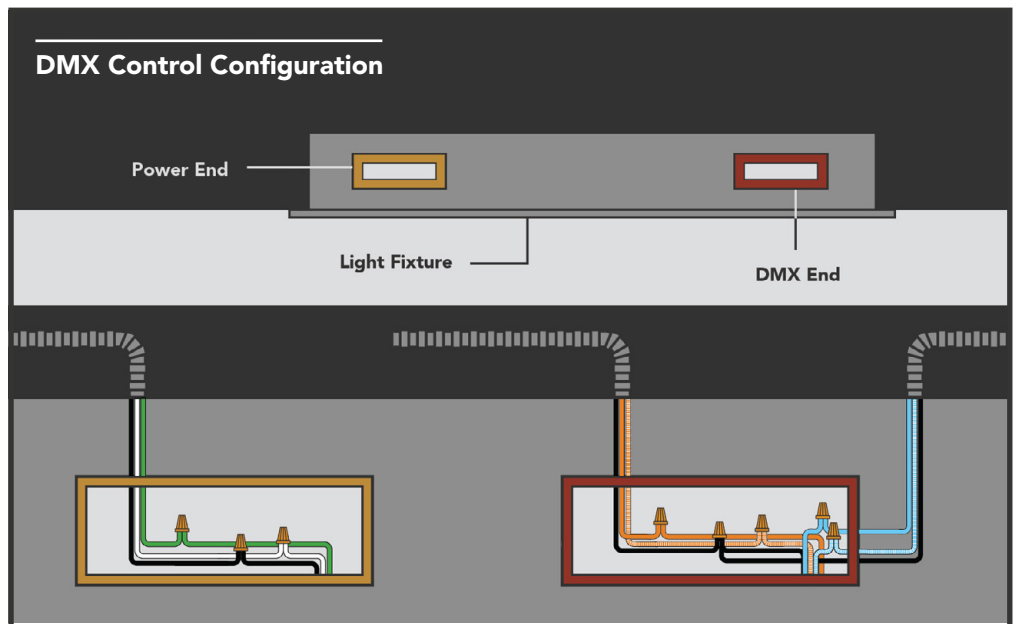 DMX Control Configuration
Power End
Light Fixture
DMX End